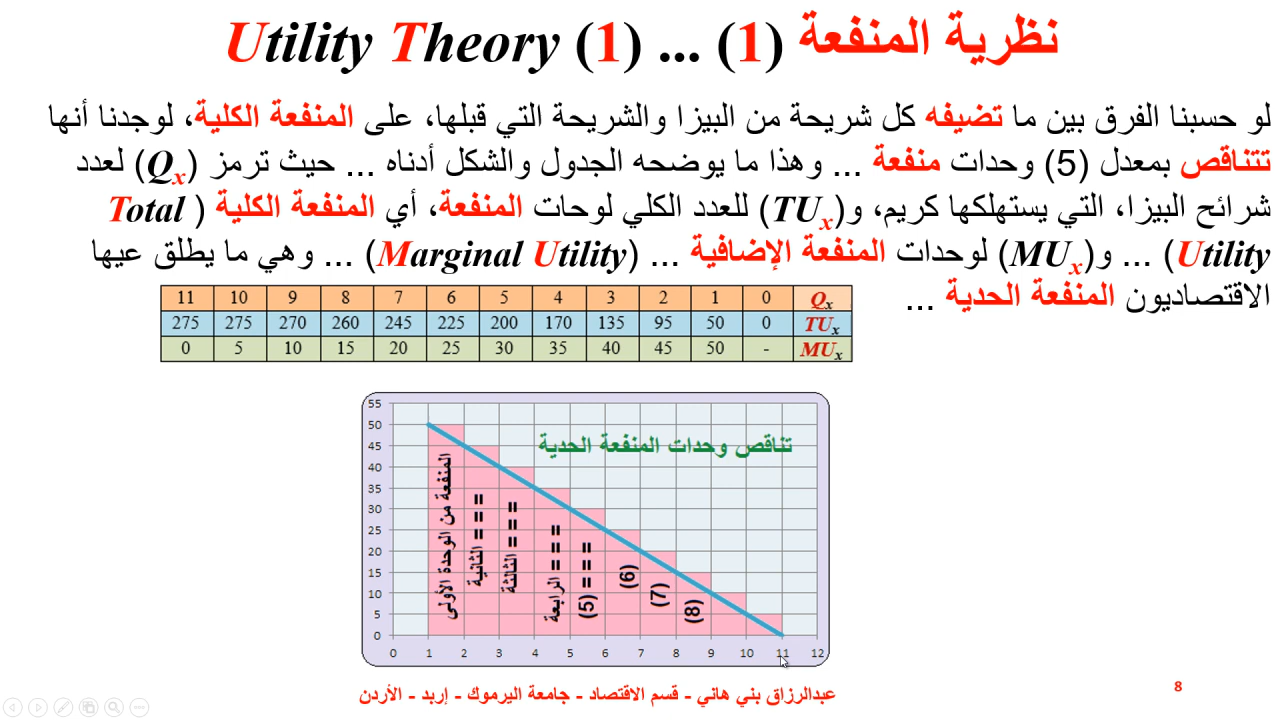 نظرية المنفعة (1) ... Utility Theory (1)
لو حسبنا الفرق بين ما تضيفه كل شريحة من البيزا والشريحة التي قبلها، على المنفعة الكلية، لوجدنا أنها
تتناقص بمعدل (5) وحدات منفعة ... وهذا ما يوضحه الجدول والشكل أدناه ... حيث ترمز (Qx) لعدد
شرائح البيزا، التي يستهلكها كريم، و(TUx) للعدد الكلي لوحات المنفعة، أي المنفعة الكلية (Total
Utility) ... و(MUx) لوحدات المنفعة الإضافية ... (Marginal Utility) ... وهي ما يطلق عيها
الاقتصاديون المنفعة الحدية ...
Qx 0 1 2 3 4 5 6 7 8 9 10 11
TUx 0 50 95 135 170 200 225 245 260 270 275 275
MUx - 50 45 40 35 30 25 20 15 10 5 0
تناقص وحدات المنفعة الحدية
55
50
45
40
35
30
25
20
15
10
5
0
المنفعة من الوحدة الأولى
= = = الثانية
= = = الثالثة
= = = الرابعة
= = = (5)
(6)
(7)
(8)
0 1 2 3 4 5 6 7 8 9 10 11 12
عبدالرزاق بني هاني - قسم الاقتصاد - جامعة اليرموك - إربد - الأردن
8